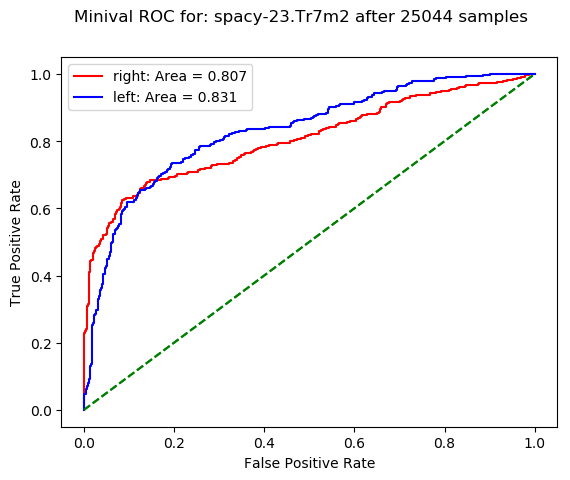 Minival ROC for: spacy-23.Tr7m2 after 25044 samples
right: Area = 0.807
left: Area = 0.831
True Positive Rate
1.0
0.8
0.6
0.4
0.2
0.0
0.0 0.2 0.4 0.6 0.8 1.0
False Positive Rate